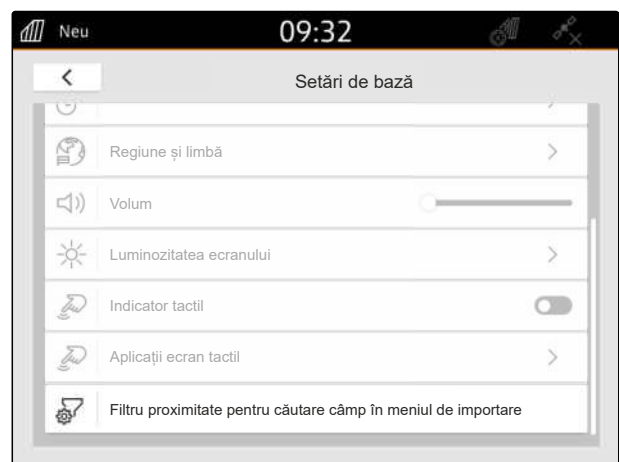 Neu
09:32
Setări de bază
Regiune și limbă
Volum
Luminozitatea ecranului
Indicator tactil
Aplicații ecran tactil
Filtru proximitate pentru căutare câmp în meniul de importare